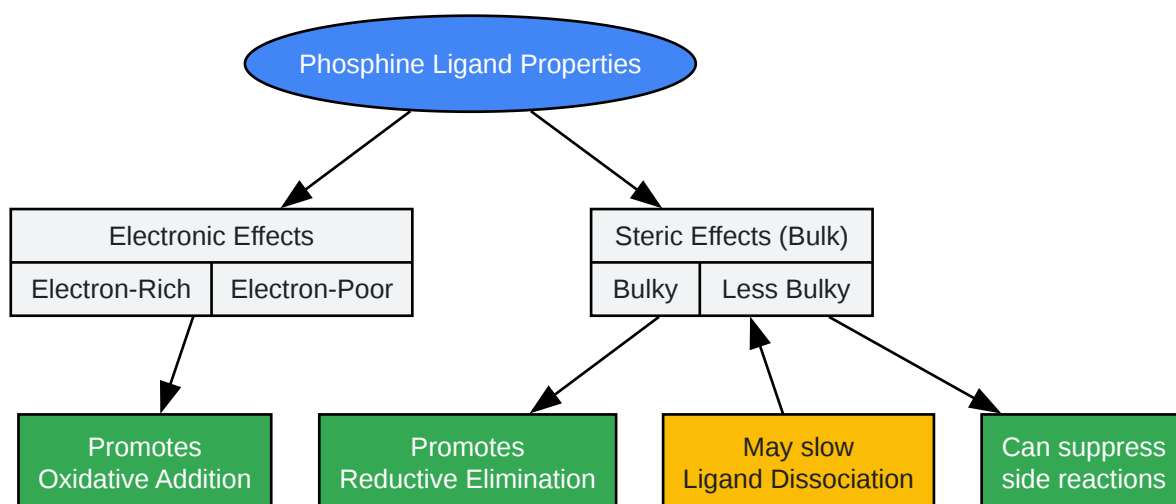 Phosphine Ligand Properties
Electronic Effects
Electron-Rich
Electron-Poor
Steric Effects (Bulk)
Bulky
Less Bulky
Promotes
Oxidative Addition
Promotes
Reductive Elimination
May slow
Ligand Dissociation
Can suppress
side reactions